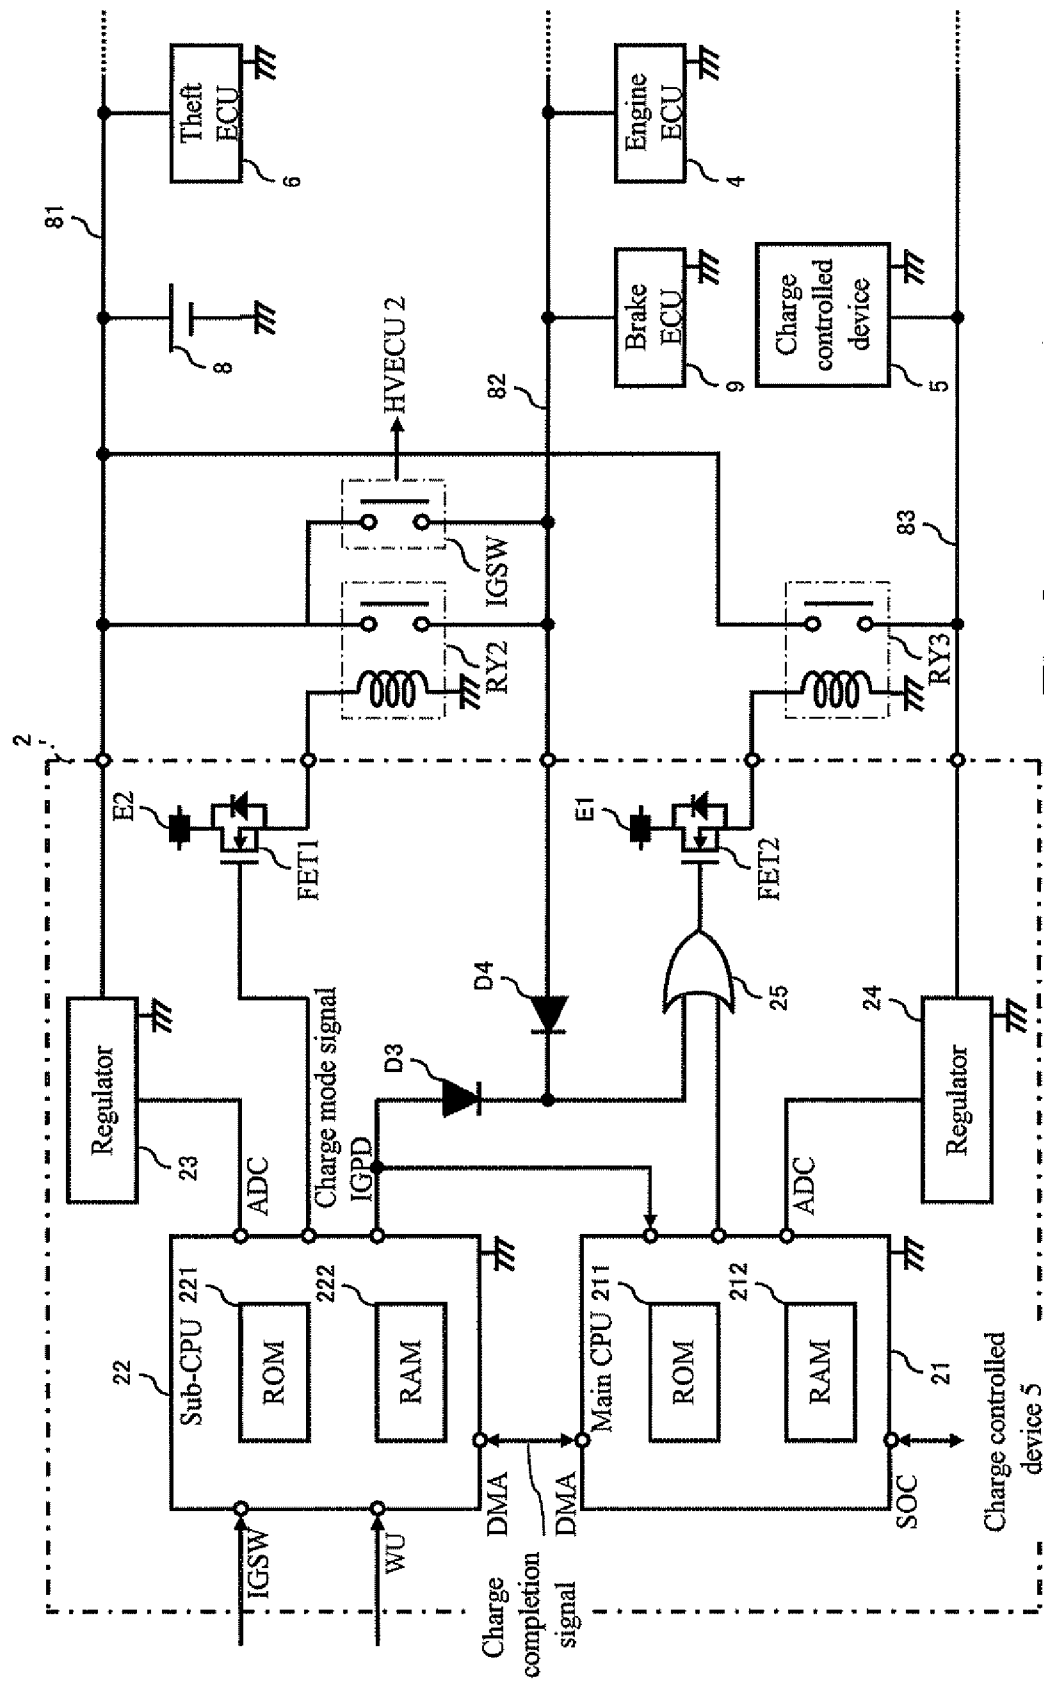 2
81
Theft
ECU
6
8
Regulator
23
E2
FET1
HVECU 2
IGSW
RY2
82
Engine
ECU
4
Brake
ECU
9
Charge
controlled
device
5
22
Sub-CPU
221
ROM
222
RAM
ADC
Charge mode signal
IGPD
D3
D4
IGSW
WU
DMA
DMA
Charge
completion
signal
Main CPU
211
ROM
212
RAM
21
SOC
Charge controlled
device 5
ADC
25
E1
FET2
RY3
83
24
Regulator